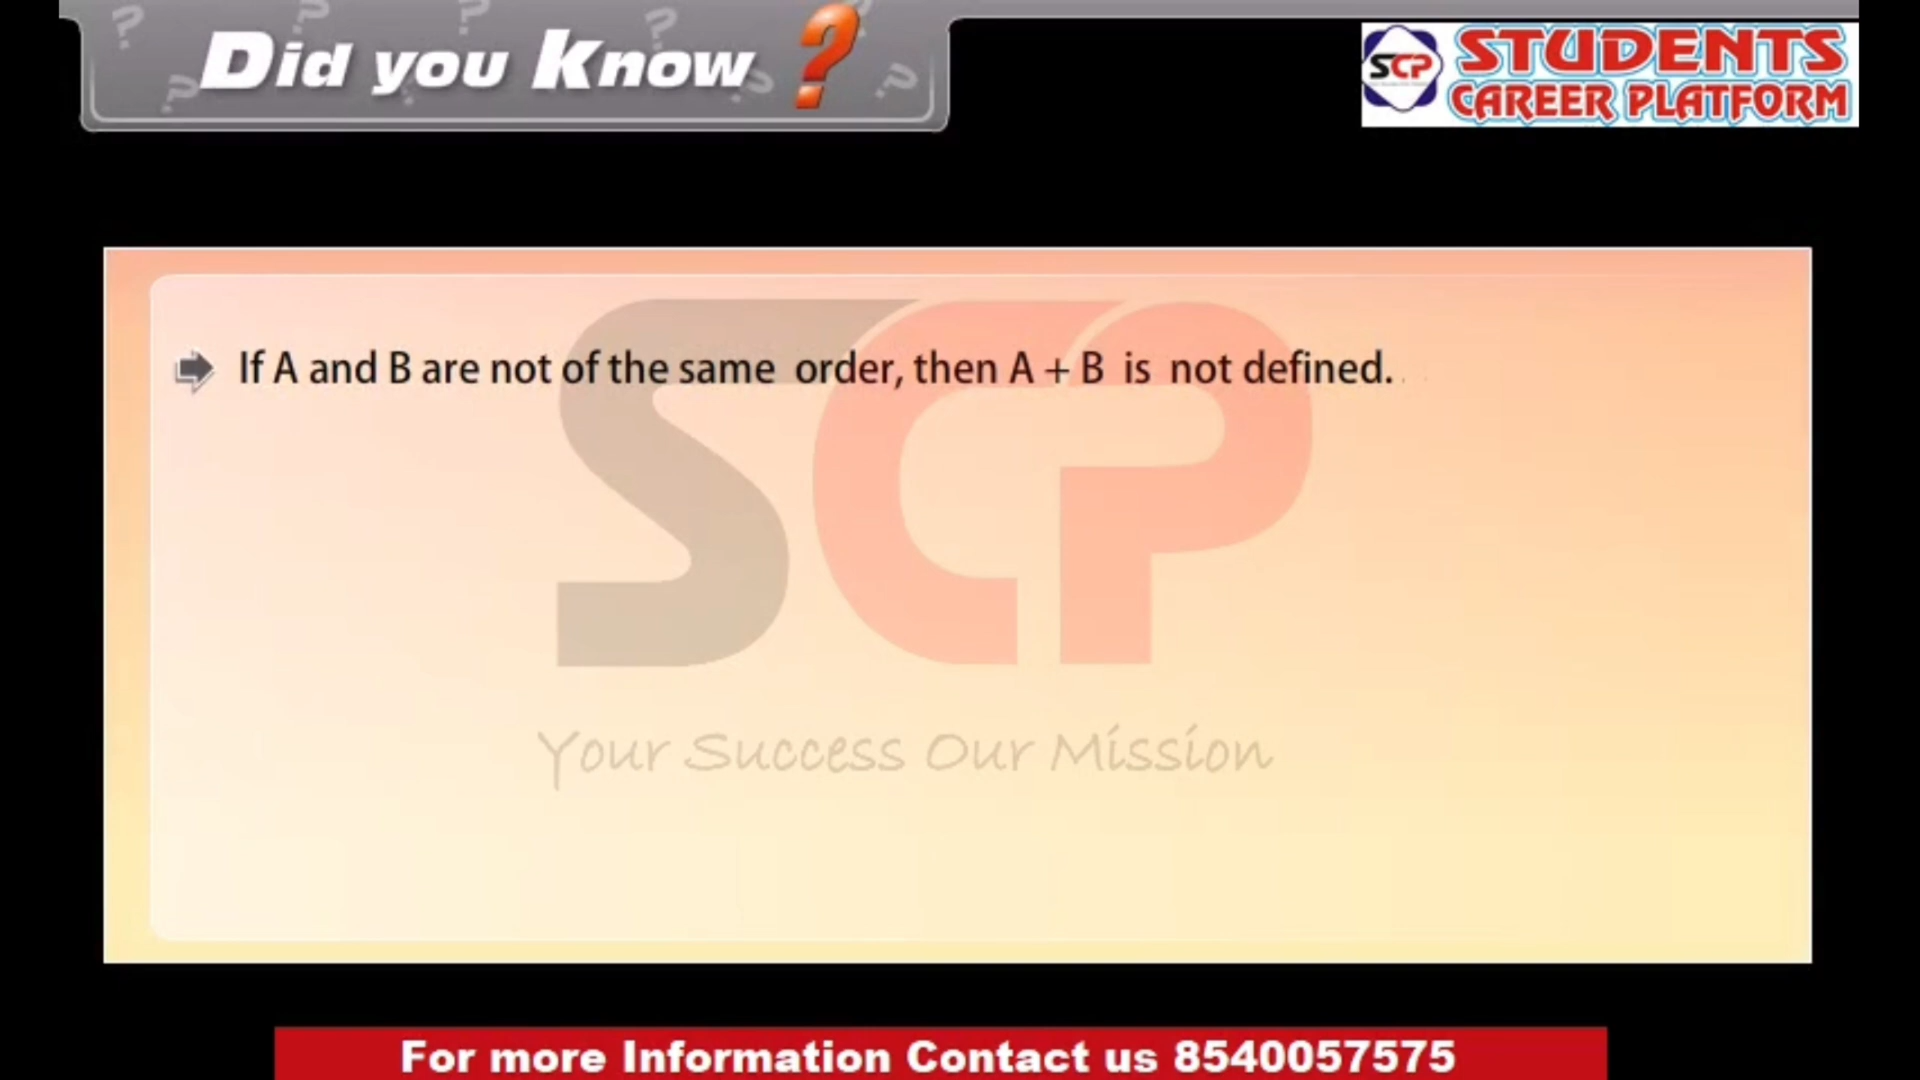 Did you Know ?
SCP STUDENTS
CAREER PLATFORM
If A and B are not of the same order, then A + B is not defined.
SCP
Your Success Our Mission
For more Information Contact us 8540057575